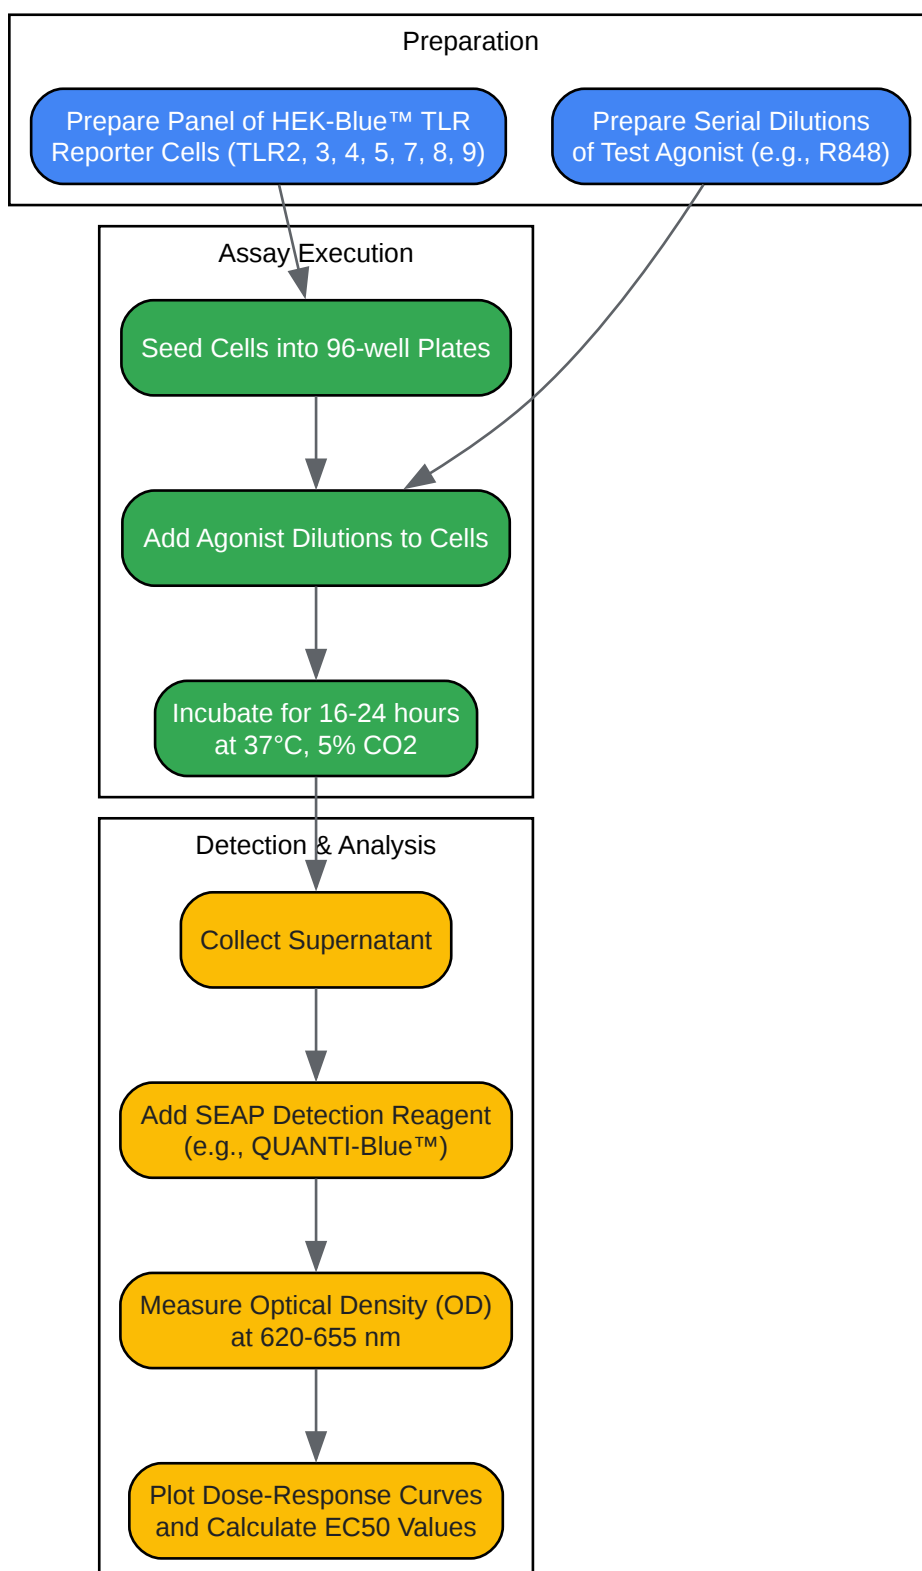 Preparation
Prepare Panel of HEK-Blue™ TLR
Reporter Cells (TLR2, 3, 4, 5, 7, 8, 9)
Prepare Serial Dilutions
of Test Agonist (e.g., R848)
Assay Execution
Seed Cells into 96-well Plates
Add Agonist Dilutions to Cells
Incubate for 16-24 hours
at 37°C, 5% CO2
Detection & Analysis
Collect Supernatant
Add SEAP Detection Reagent
(e.g., QUANTI-Blue™)
Measure Optical Density (OD)
at 620-655 nm
Plot Dose-Response Curves
and Calculate EC50 Values